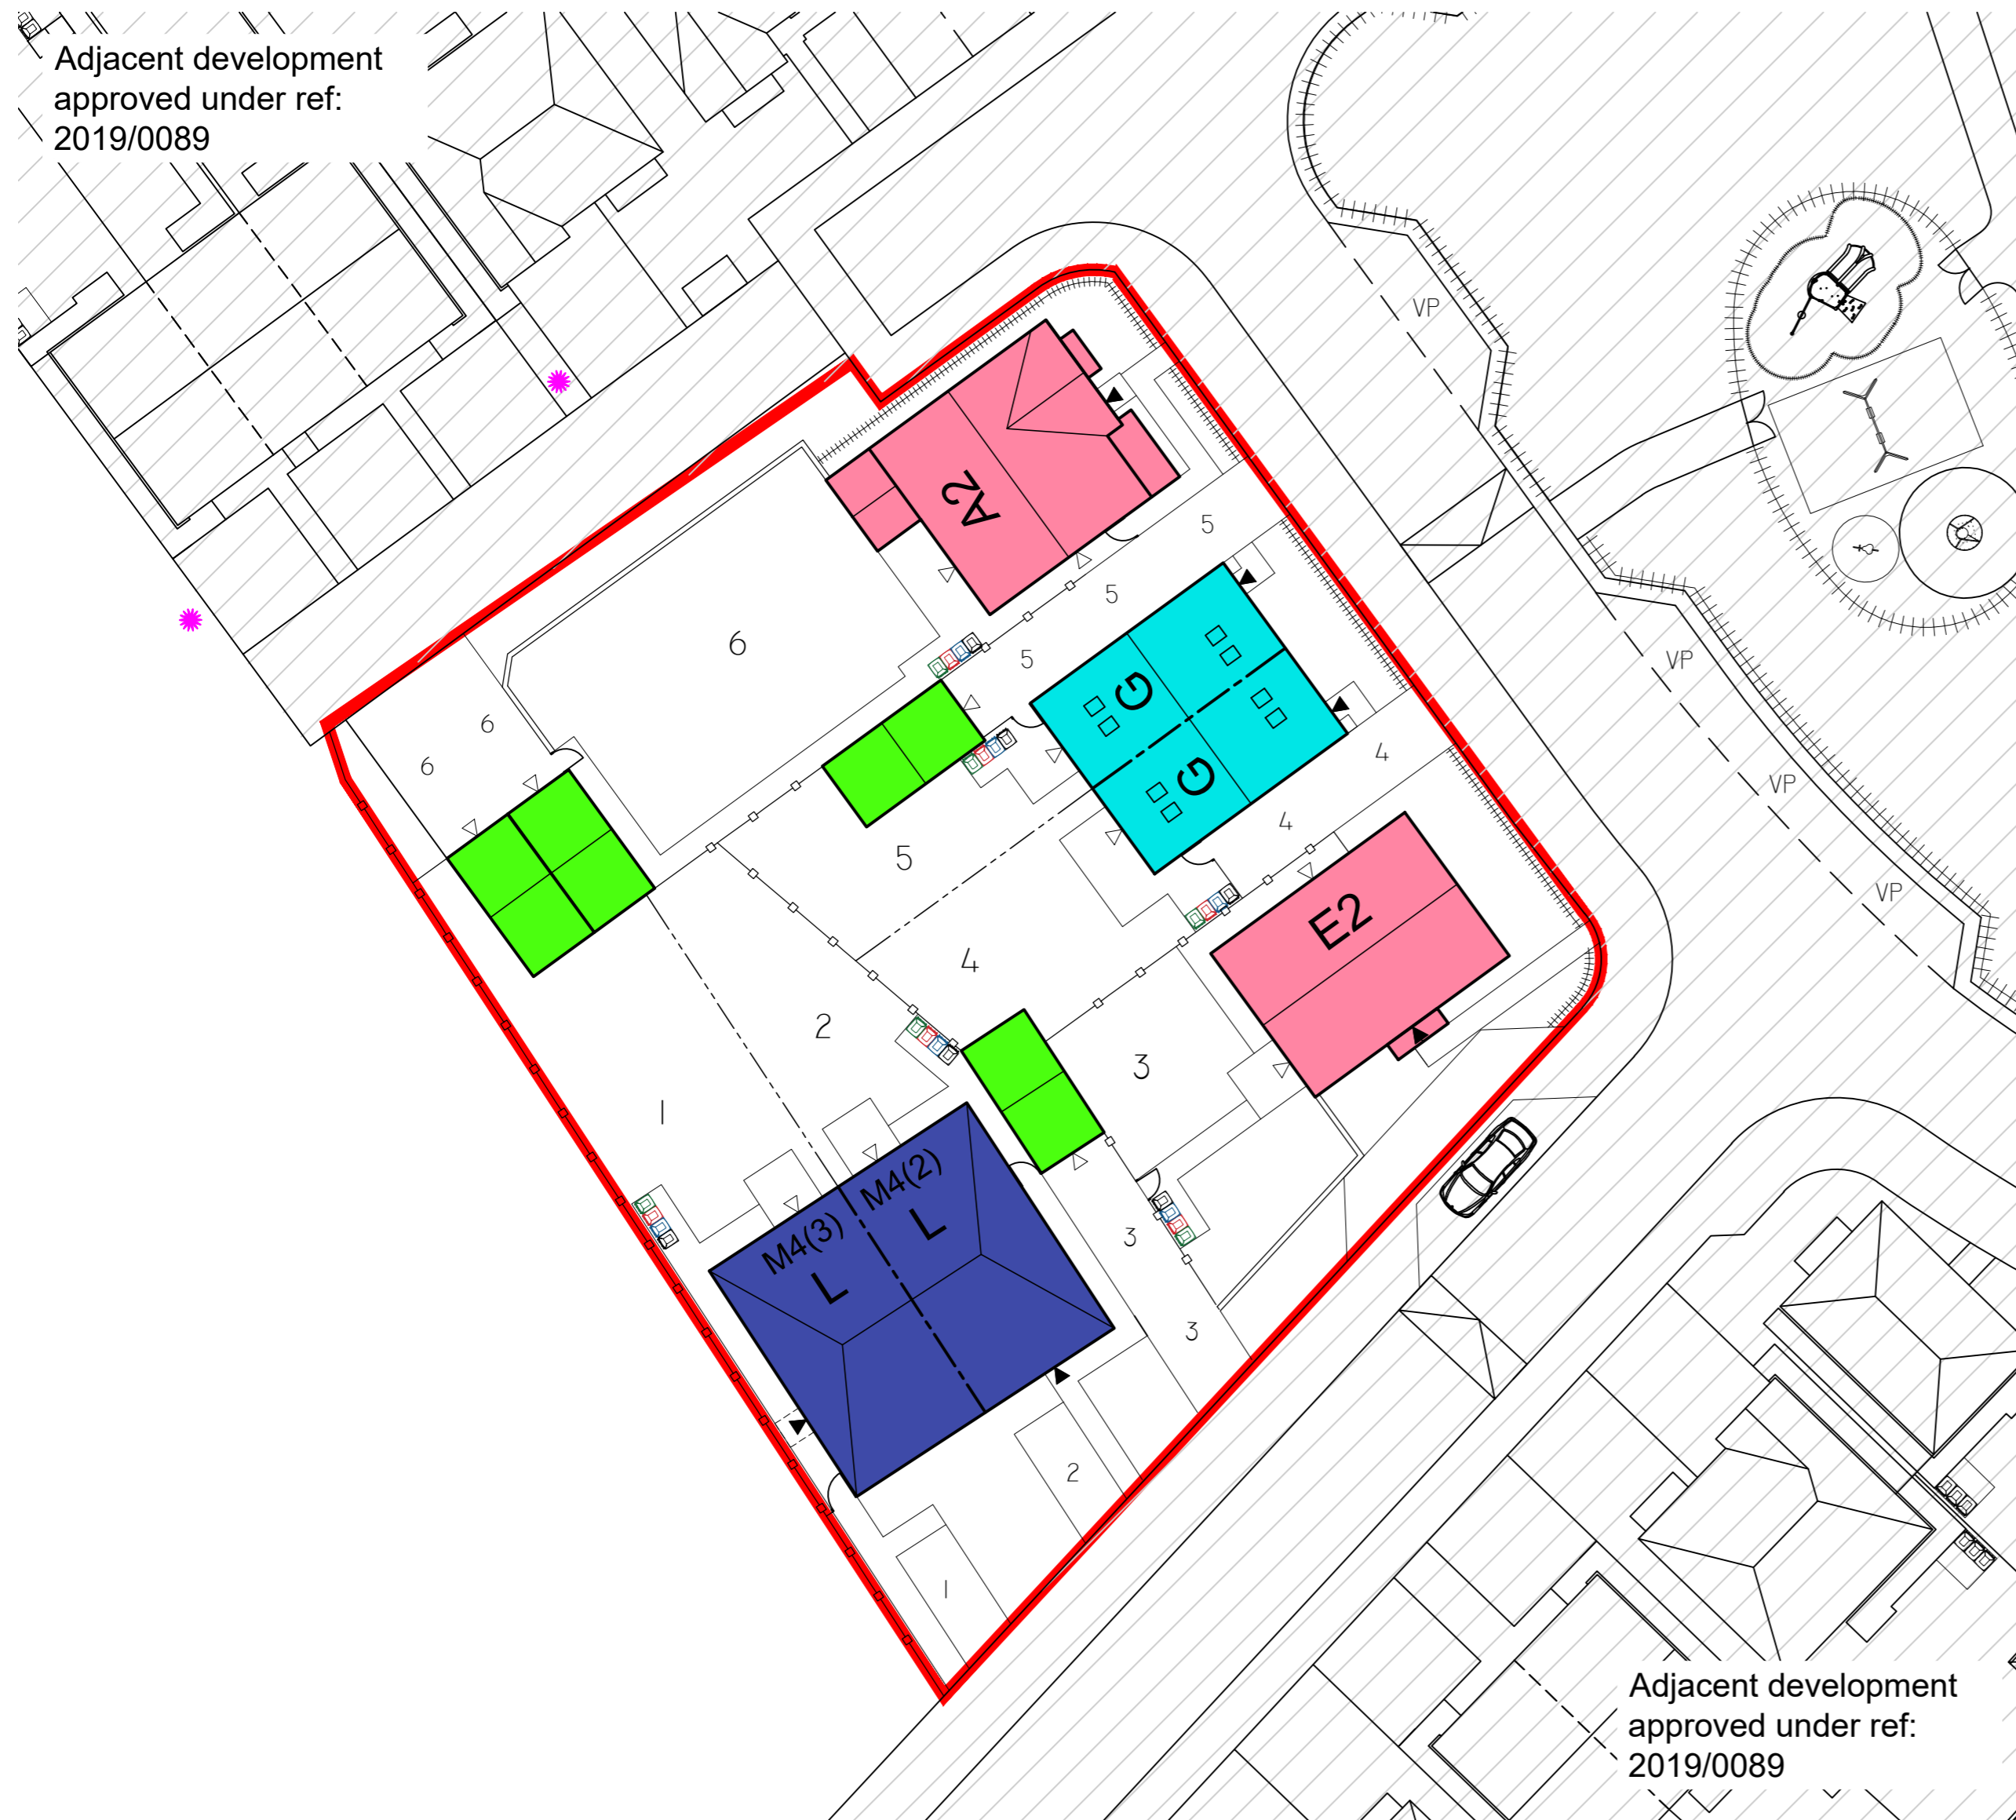 Adjacent development
approved under ref:
2019/0089
VP
A2
5
6
5
5
G
VP
6
6
G
4
VP
5
4
E2
VP
4
2
3
1
M4(2)
L
M4(3)
L
3
3
2
1
Adjacent development
approved under ref:
2019/0089